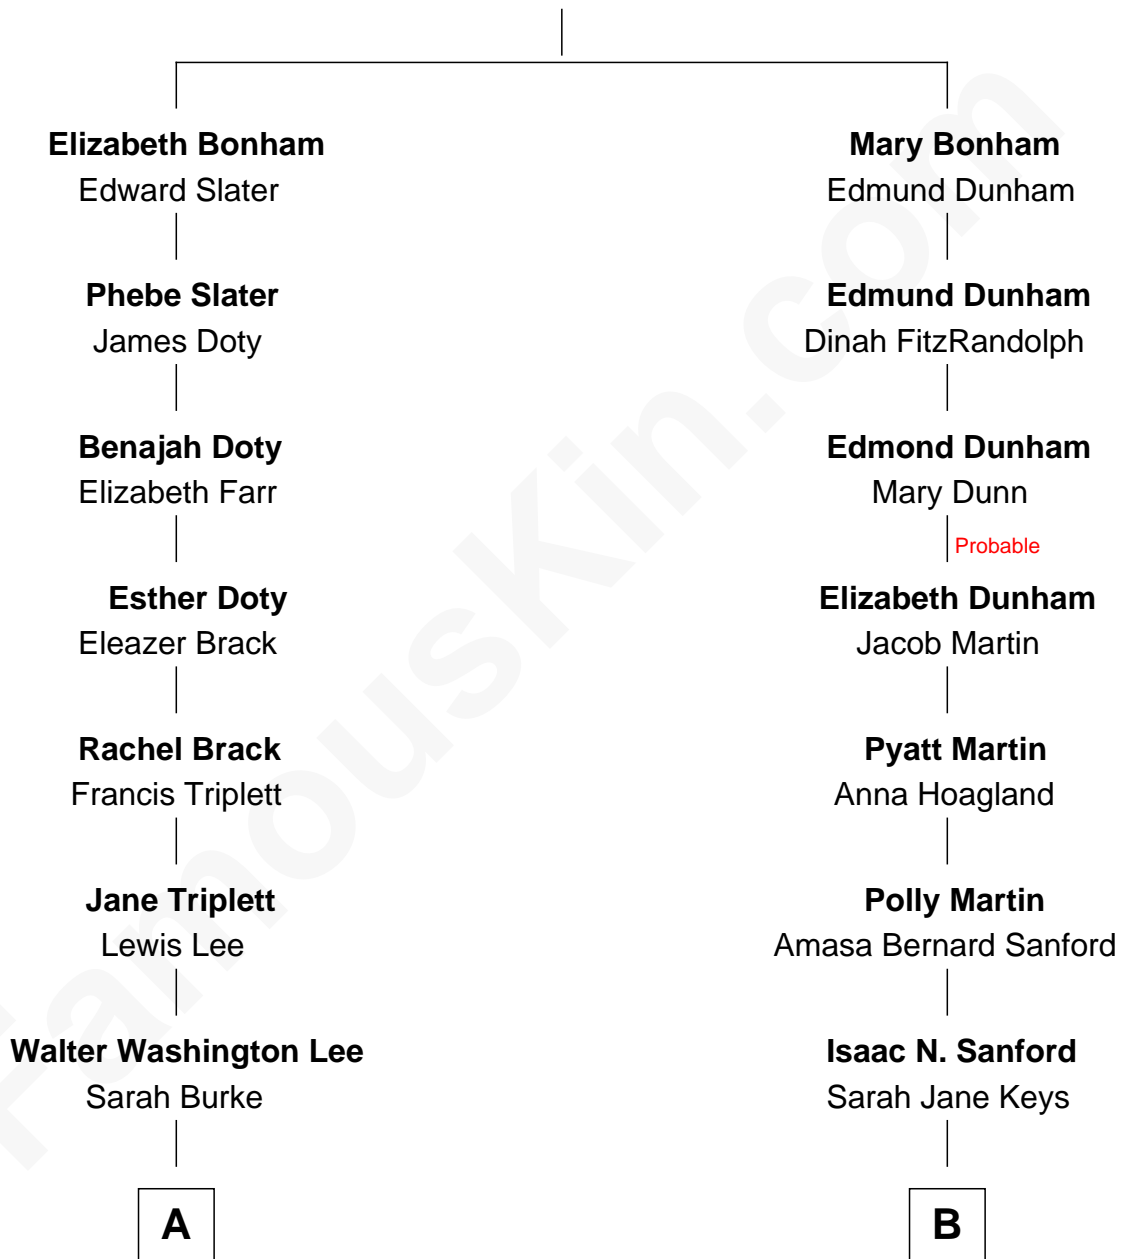 Elizabeth Bonham
Edward Slater
Phebe Slater
James Doty
Benajah Doty
Elizabeth Farr
Esther Doty
Eleazer Brack
Rachel Brack
Francis Triplett
Jane Triplett
Lewis Lee
Walter Washington Lee
Sarah Burke
A
Mary Bonham
Edmund Dunham
Edmund Dunham
Dinah FitzRandolph
Edmond Dunham
Mary Dunn
Probable
Elizabeth Dunham
Jacob Martin
Pyatt Martin
Anna Hoagland
Polly Martin
Amasa Bernard Sanford
Isaac N. Sanford
Sarah Jane Keys
B
FamousKin.com